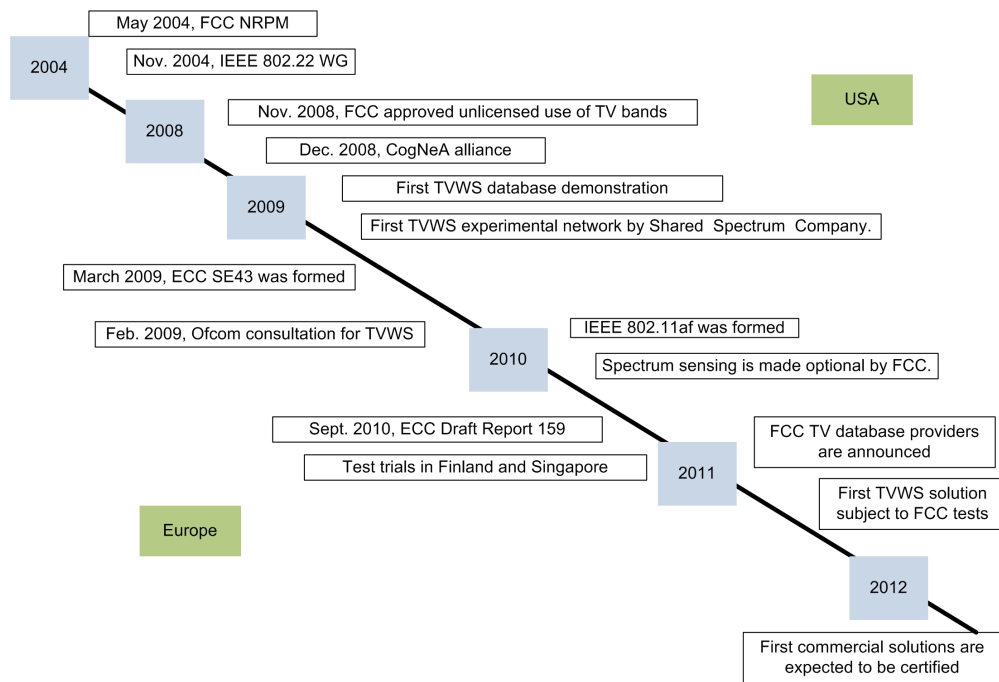 May 2004, FCC NRPM
2004
Nov. 2004, IEEE 802.22 WG
USA
Nov. 2008, FCC approved unlicensed use of TV bands
2008
Dec. 2008, CogNeA alliance
First TVWS database demonstration
2009
First TVWS experimental network by Shared Spectrum Company.
March 2009, ECC SE43 was formed
Feb. 2009, Ofcom consultation for TVWS
IEEE 802.11af was formed
2010
Spectrum sensing is made optional by FCC.
Sept. 2010, ECC Draft Report 159
FCC TV database providers
are announced
Test trials in Finland and Singapore
2011
First TVWS solution
subject to FCC tests
Europe
2012
First commercial solutions are
expected to be certified